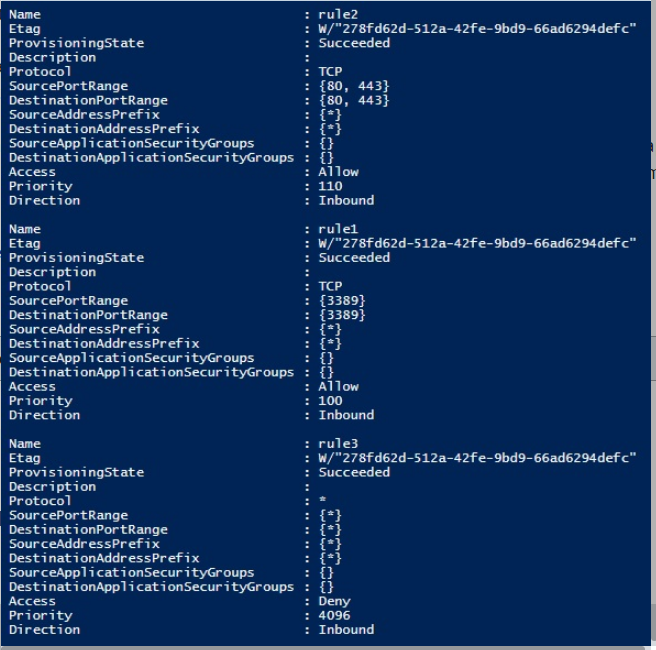 Name : rule2
Etag : W/"278fd62d-512a-42fe-9bd9-66ad6294defc"
ProvisioningState : Succeeded
Description :
Protocol : TCP
SourcePortRange : {80, 443}
DestinationPortRange : {80, 443}
SourceAddressPrefix : {*}
DestinationAddressPrefix : {*}
SourceApplicationSecurityGroups : {}
DestinationApplicationSecurityGroups : {}
Access : Allow
Priority : 110
Direction : Inbound
Name : rule1
Etag : W/"278fd62d-512a-42fe-9bd9-66ad6294defc"
ProvisioningState : Succeeded
Description :
Protocol : TCP
SourcePortRange : {3389}
DestinationPortRange : {3389}
SourceAddressPrefix : {*}
DestinationAddressPrefix : {*}
SourceApplicationSecurityGroups : {}
DestinationApplicationSecurityGroups : {}
Access : Allow
Priority : 100
Direction : Inbound
Name : rule3
Etag : W/"278fd62d-512a-42fe-9bd9-66ad6294defc"
ProvisioningState : Succeeded
Description :
Protocol : *
SourcePortRange : {*}
DestinationPortRange : {*}
SourceAddressPrefix : {*}
DestinationAddressPrefix : {*}
SourceApplicationSecurityGroups : {}
DestinationApplicationSecurityGroups : {}
Access : Deny
Priority : 4096
Direction : Inbound